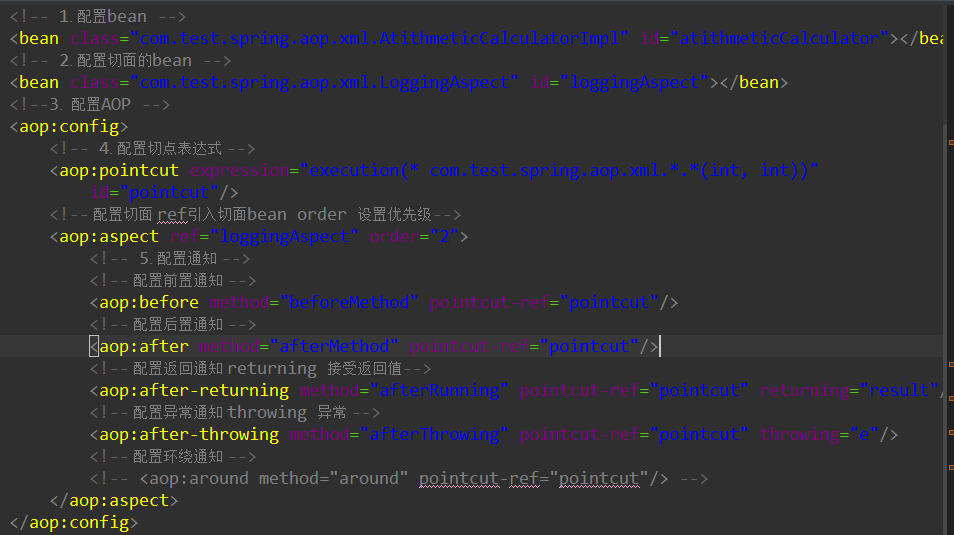 <!-- 1.配置bean -->
<bean class="com.test.spring.aop.xml.AtithmeticCalculatorImpl" id="atithmeticCalculator"></bea
<!-- 2.配置切面的bean -->
<bean class="com.test.spring.aop.xml.LoggingAspect" id="loggingAspect"></bean>
<!--3. 配置AOP -->
<aop:config>
<!-- 4.配置切点表达式 -->
<aop:pointcut expression="execution(* com.test.spring.aop.xml.*.*(int, int))"
id="pointcut"/>
<!-- 配置切面 ref引入切面bean order 设置优先级-->
<aop:aspect ref="loggingAspect" order="2">
<!-- 5.配置通知 -->
<!-- 配置前置通知 -->
<aop:before method="beforeMethod" pointcut-ref="pointcut"/>
<!-- 配置后置通知 -->
<aop:after method="afterMethod" pointcut-ref="pointcut"/>
<!-- 配置返回通知 returning 接受返回值-->
<aop:after-returning method="afterRunning" pointcut-ref="pointcut" returning="result"/
<!-- 配置异常通知 throwing 异常 -->
<aop:after-throwing method="afterThrowing" pointcut-ref="pointcut" throwing="e"/>
<!-- 配置环绕通知 -->
<!-- <aop:around method="around" pointcut-ref="pointcut"/> -->
</aop:aspect>
</aop:config>